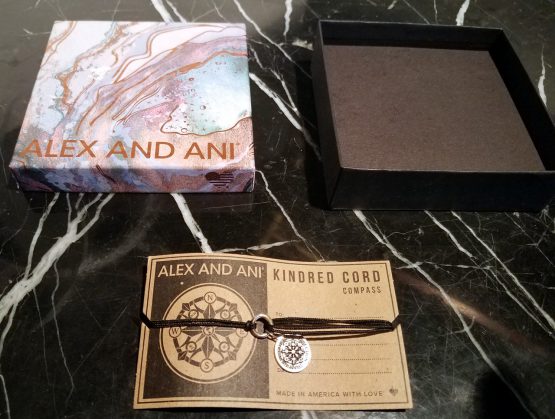 ALEX AND ANI
ALEX AND ANI
KINDRED CORD
COMPASS
N
W
S
MADE IN AMERICA WITH LOVE